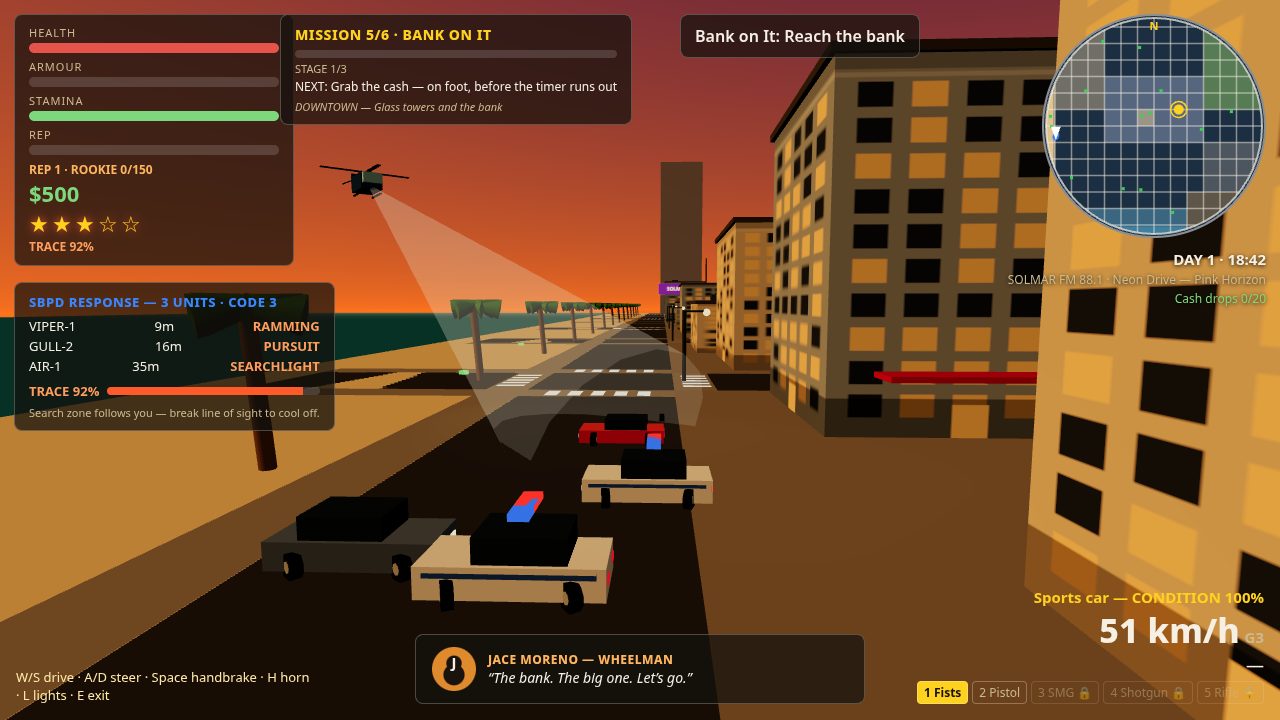 HEALTH
ARMOUR
STAMINA
REP
REP 1 · ROOKIE 0/150
$500
★★★☆☆
TRACE 92%
MISSION 5/6 · BANK ON IT
STAGE 1/3
NEXT: Grab the cash — on foot, before the timer runs out
DOWNTOWN — Glass towers and the bank
Bank on It: Reach the bank
N
DAY 1 · 18:42
SOLMAR FM 88.1 · Neon Drive — Pink Horizon
Cash drops 0/20
SBPD RESPONSE — 3 UNITS · CODE 3
VIPER-1 9m RAMMING
GULL-2 16m PURSUIT
AIR-1 35m SEARCHLIGHT
TRACE 92%
Search zone follows you — break line of sight to cool off.
Sports car — CONDITION 100%
51 km/h G3
—
J
JACE MORENO — WHEELMAN
“The bank. The big one. Let’s go.”
W/S drive · A/D steer · Space handbrake · H horn
· L lights · E exit
1 Fists 2 Pistol 3 SMG 🔒 4 Shotgun 🔒 5 Rifle 🔒